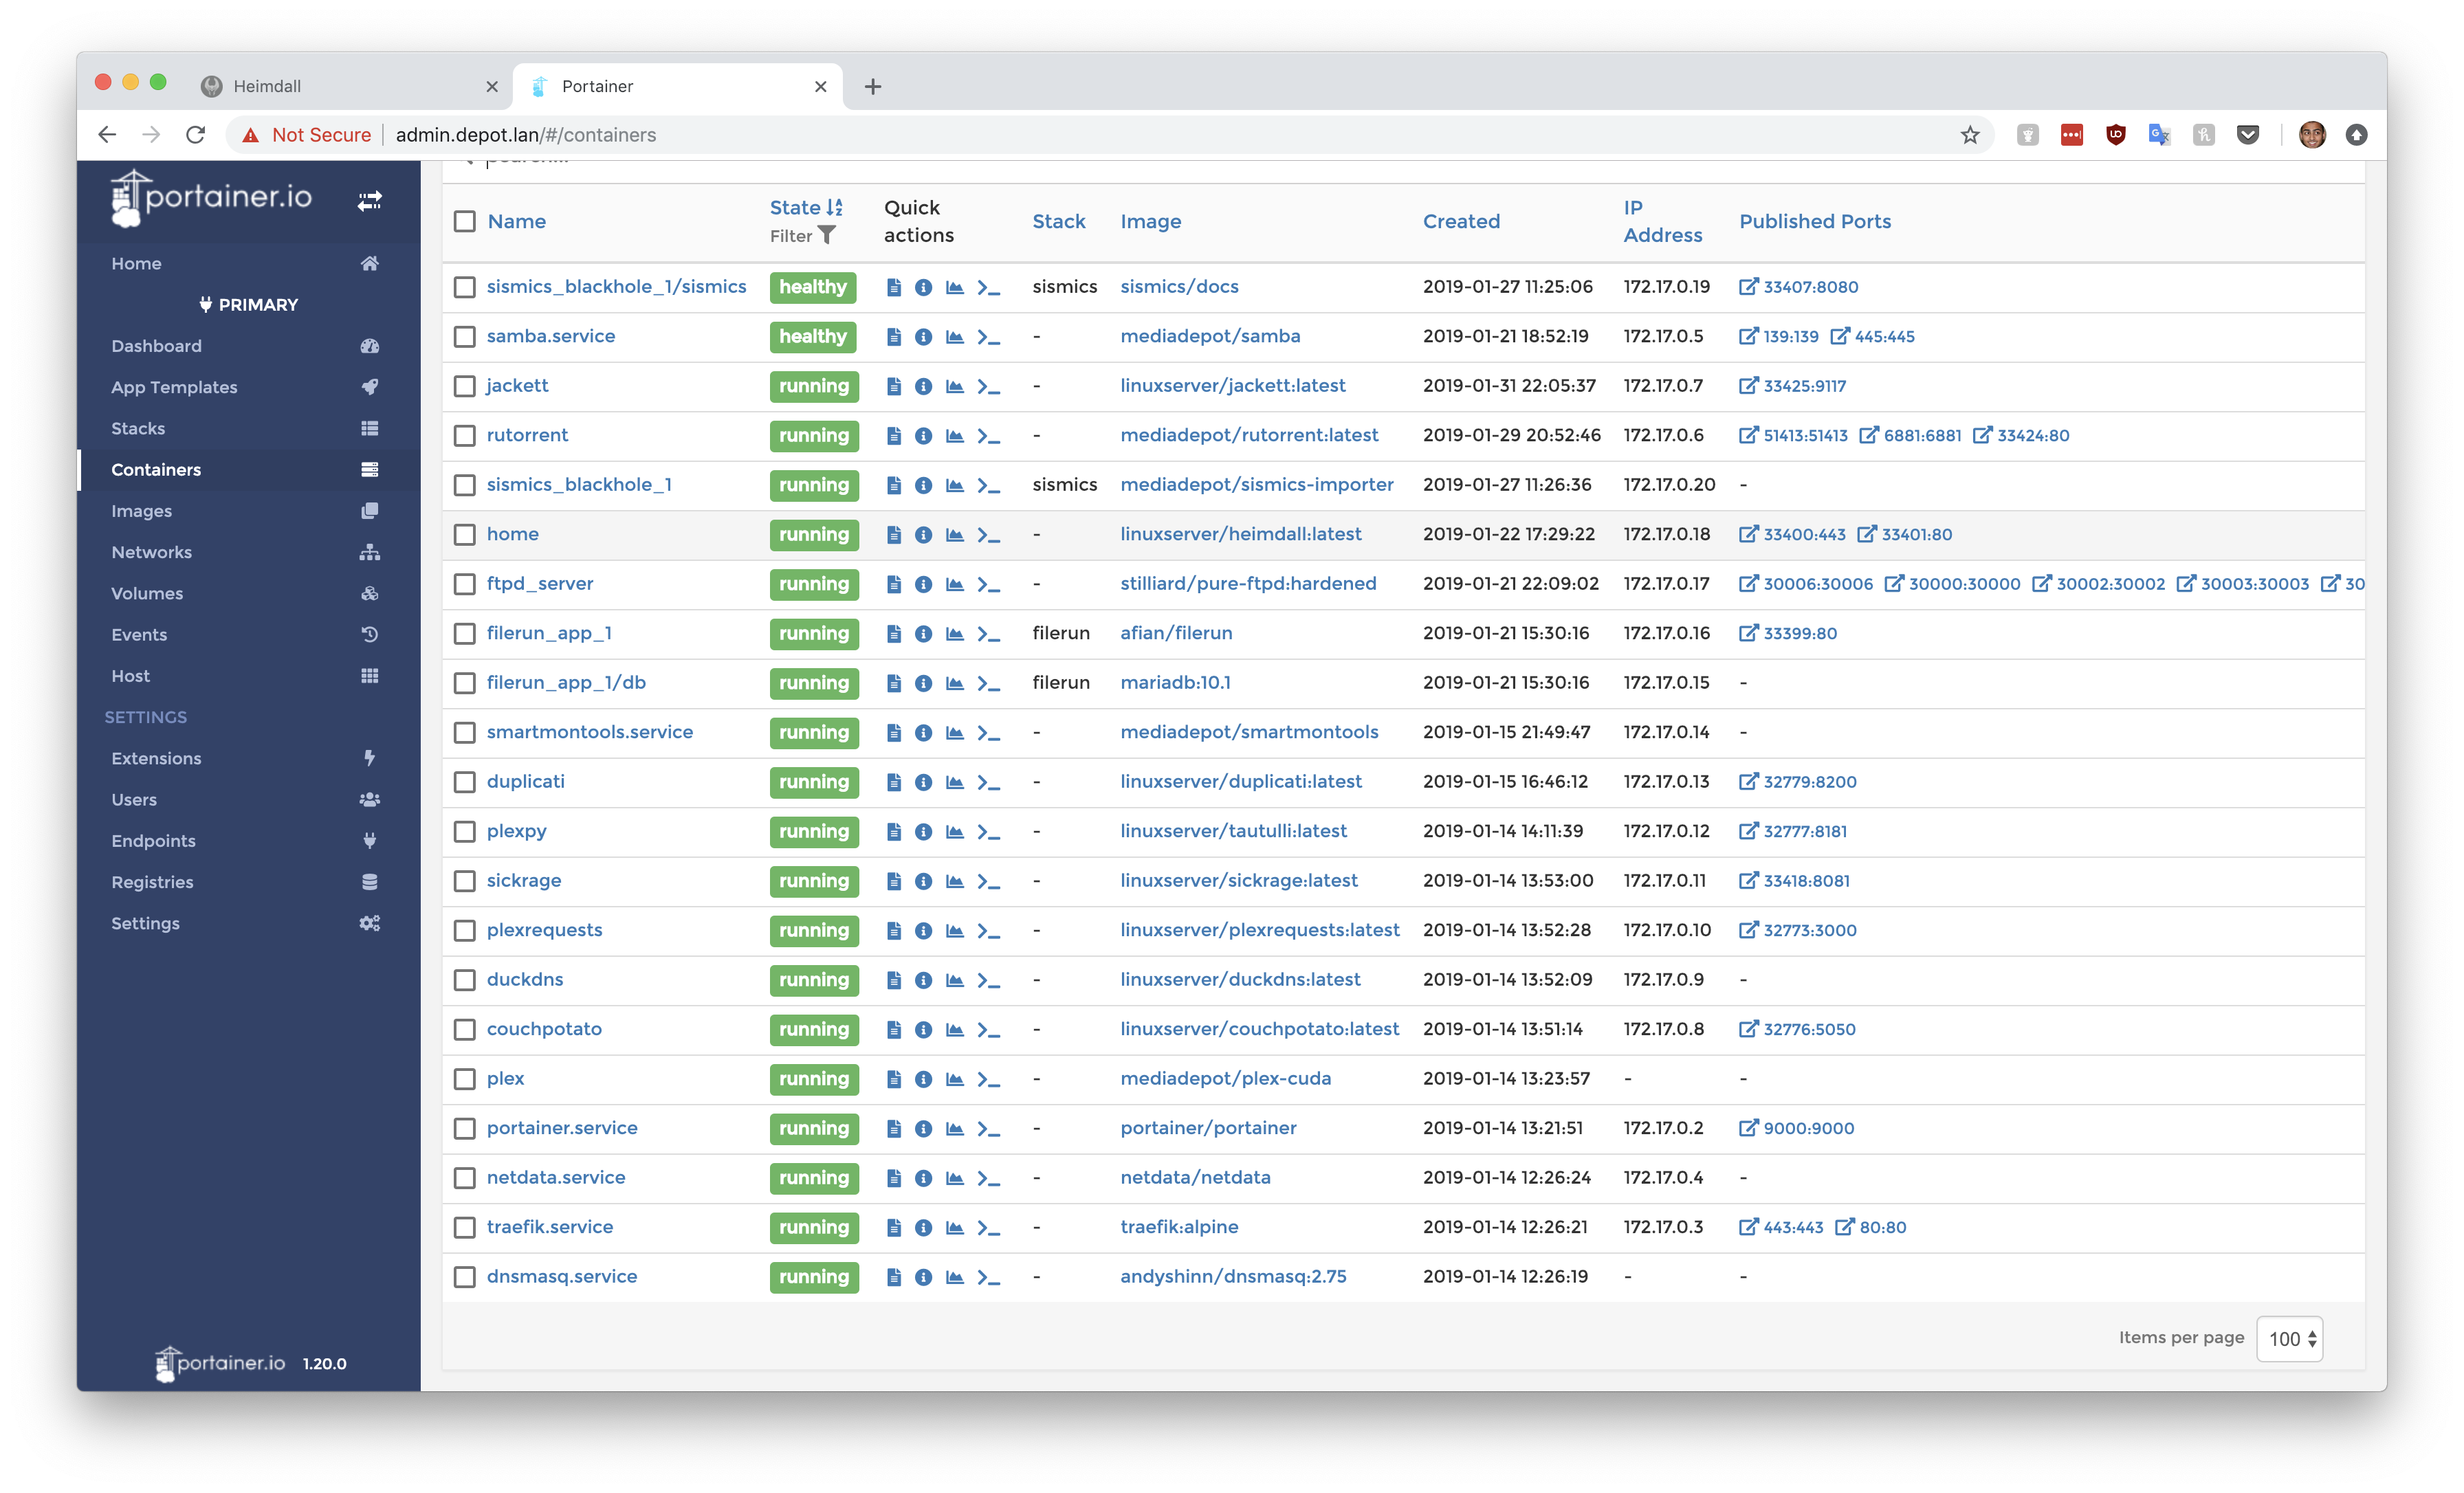 Heimdall
Portainer
Not Secure admin.depot.lan/#/containers
portainer.io
Home
PRIMARY
Dashboard
App Templates
Stacks
Containers
Images
Networks
Volumes
Events
Host
SETTINGS
Extensions
Users
Endpoints
Registries
Settings
portainer.io 1.20.0
Name State Filter Quick actions Stack Image Created IP Address Published Ports
sismics_blackhole_1/sismics healthy sismics sismics/docs 2019-01-27 11:25:06 172.17.0.19 33407:8080
samba.service healthy - mediadepot/samba 2019-01-21 18:52:19 172.17.0.5 139:139 445:445
jackett running - linuxserver/jackett:latest 2019-01-31 22:05:37 172.17.0.7 33425:9117
rutorrent running - mediadepot/rutorrent:latest 2019-01-29 20:52:46 172.17.0.6 51413:51413 6881:6881 33424:80
sismics_blackhole_1 running sismics mediadepot/sismics-importer 2019-01-27 11:26:36 172.17.0.20 -
home running - linuxserver/heimdall:latest 2019-01-22 17:29:22 172.17.0.18 33400:443 33401:80
ftpd_server running - stilliard/pure-ftpd:hardened 2019-01-21 22:09:02 172.17.0.17 30006:30006 30000:30000 30002:30002 30003:30003 30
filerun_app_1 running filerun afian/filerun 2019-01-21 15:30:16 172.17.0.16 33399:80
filerun_app_1/db running filerun mariadb:10.1 2019-01-21 15:30:16 172.17.0.15 -
smartmontools.service running - mediadepot/smartmontools 2019-01-15 21:49:47 172.17.0.14 -
duplicati running - linuxserver/duplicati:latest 2019-01-15 16:46:12 172.17.0.13 32779:8200
plexpy running - linuxserver/tautulli:latest 2019-01-14 14:11:39 172.17.0.12 32777:8181
sickrage running - linuxserver/sickrage:latest 2019-01-14 13:53:00 172.17.0.11 33418:8081
plexrequests running - linuxserver/plexrequests:latest 2019-01-14 13:52:28 172.17.0.10 32773:3000
duckdns running - linuxserver/duckdns:latest 2019-01-14 13:52:09 172.17.0.9 -
couchpotato running - linuxserver/couchpotato:latest 2019-01-14 13:51:14 172.17.0.8 32776:5050
plex running - mediadepot/plex-cuda 2019-01-14 13:23:57 - -
portainer.service running - portainer/portainer 2019-01-14 13:21:51 172.17.0.2 9000:9000
netdata.service running - netdata/netdata 2019-01-14 12:26:24 172.17.0.4 -
traefik.service running - traefik:alpine 2019-01-14 12:26:21 172.17.0.3 443:443 80:80
dnsmasq.service running - andyshinn/dnsmasq:2.75 2019-01-14 12:26:19 - -
Items per page 100